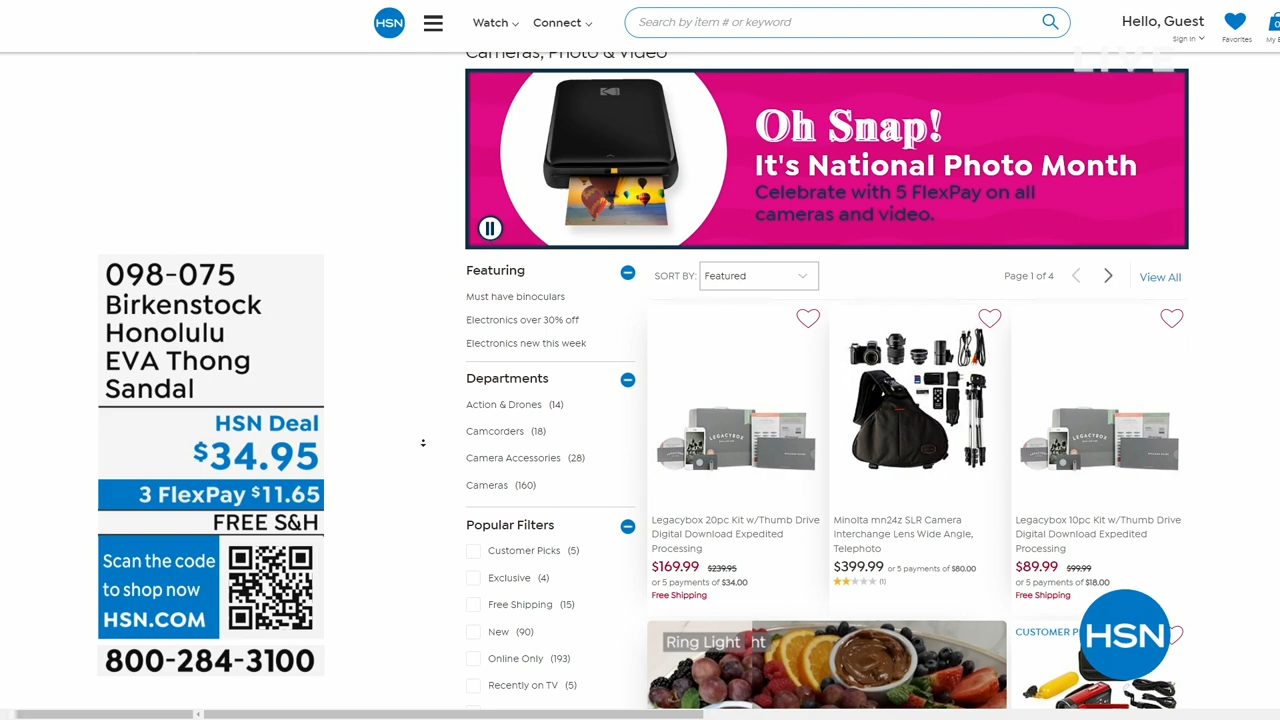 HSN
Watch
Connect
Search by item # or keyword
Hello, Guest
Sign In
Favorites
0
Cameras, Photo & Video
LIVE
Kodak
Oh Snap!
It's National Photo Month
Celebrate with 5 FlexPay on all
cameras and video.
098-075
Birkenstock
Honolulu
EVA Thong
Sandal
HSN Deal
$34.95
3 FlexPay $11.65
FREE S&H
Scan the code
to shop now
HSN.COM
800-284-3100
Featuring
Must have binoculars
Electronics over 30% off
Electronics new this week
Departments
Action & Drones (14)
Camcorders (18)
Camera Accessories (28)
Cameras (160)
Popular Filters
Customer Picks (5)
Exclusive (4)
Free Shipping (15)
New (90)
Online Only (193)
Recently on TV (5)
SORT BY: Featured
Page 1 of 4
View All
LEGACYBOX
Legacybox 20pc Kit w/Thumb Drive
Digital Download Expedited
Processing
$169.99 $239.95
or 5 payments of $34.00
Free Shipping
Minolta mn24z SLR Camera
Interchange Lens Wide Angle,
Telephoto
$399.99 or 5 payments of $80.00
(1)
LEGACYBOX
Legacybox 10pc Kit w/Thumb Drive
Digital Download Expedited
Processing
$89.99 $99.99
or 5 payments of $18.00
Free Shipping
Ring Light
CUSTOMER
HSN